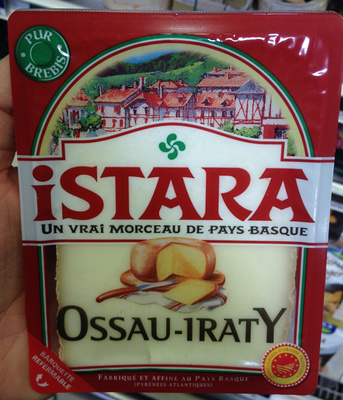 PUR
BREBIS
iSTARA
UN VRAI MORCEAU DE PAYS BASQUE
OSSAU-IRATY
BAROULITE
REFERMABLE
FABRIQUÉ ET AFFINÉ AU PAYS BASQUE
(PYRÉNÉES ATLANTIQUES)